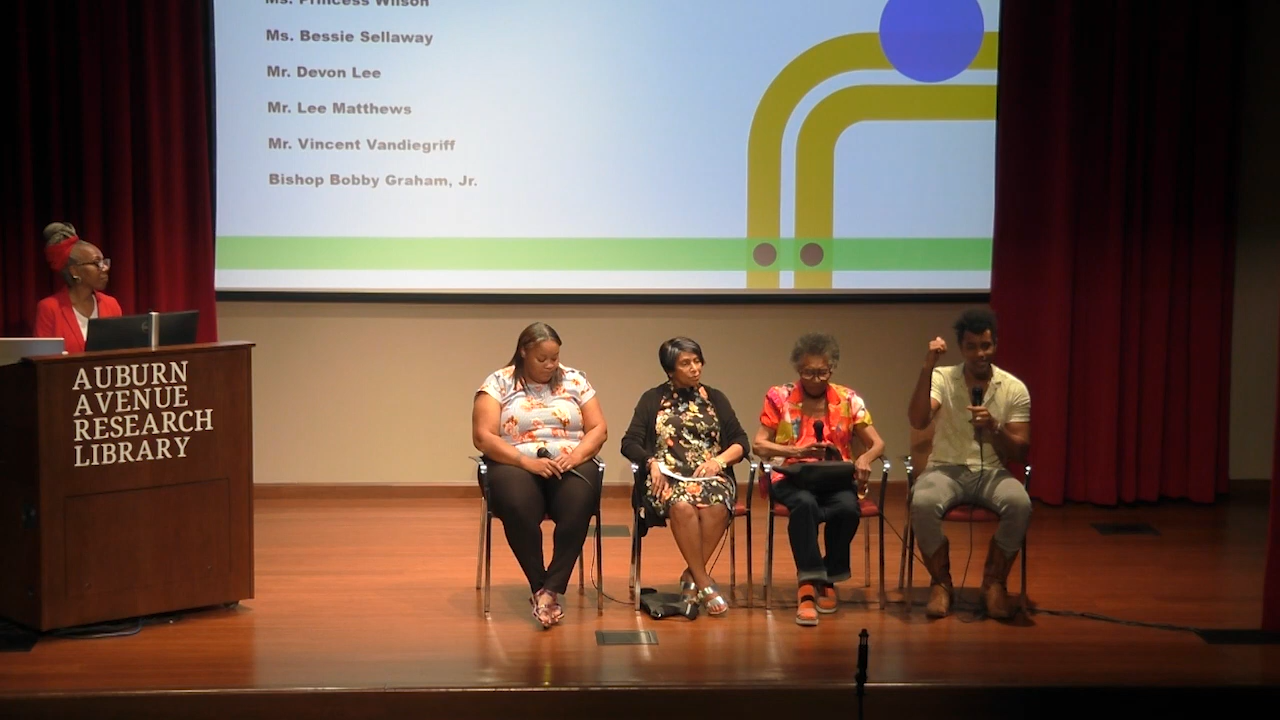 Ms. Princess Wilson
Ms. Bessie Sellaway
Mr. Devon Lee
Mr. Lee Matthews
Mr. Vincent Vandiegriff
Bishop Bobby Graham, Jr.
AUBURN
AVENUE
RESEARCH
LIBRARY